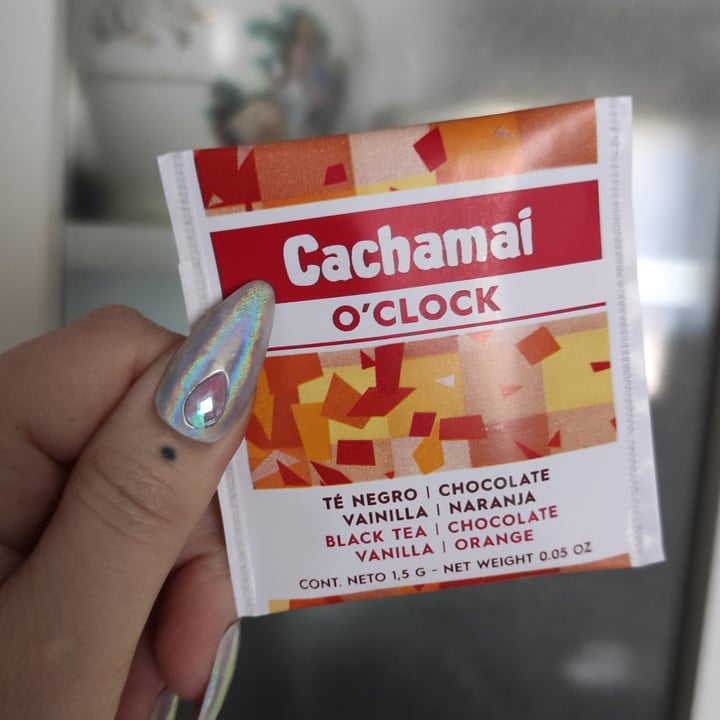 Cachamai
O'CLOCK
TÉ NEGRO | CHOCOLATE
VAINILLA | NARANJA
BLACK TEA | CHOCOLATE
VANILLA | ORANGE
CONT. NETO 1,5 G - NET WEIGHT 0.05 OZ